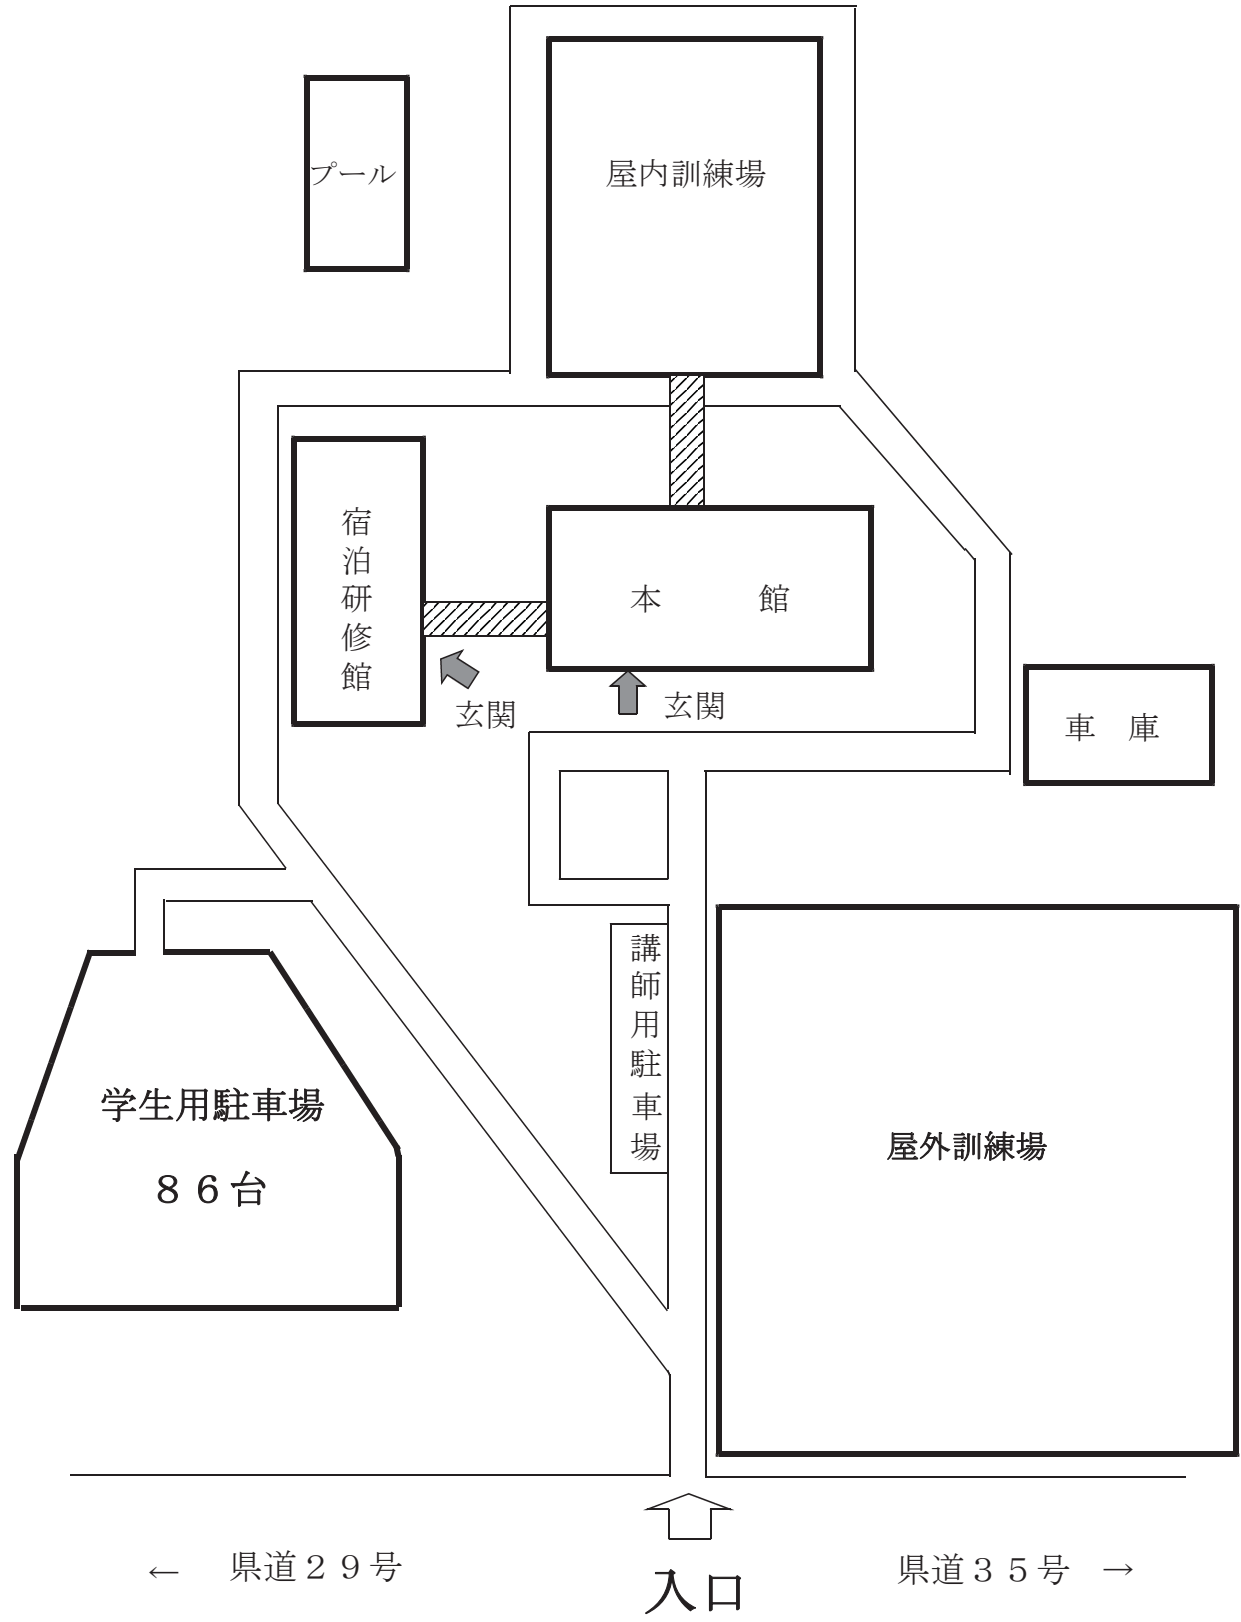 プール
屋内訓練場
宿泊研修館
本　館
玄関
玄関
車　庫
講師用駐車場
学生用駐車場
８６台
屋外訓練場
←　県道２９号
入口
県道３５号　→